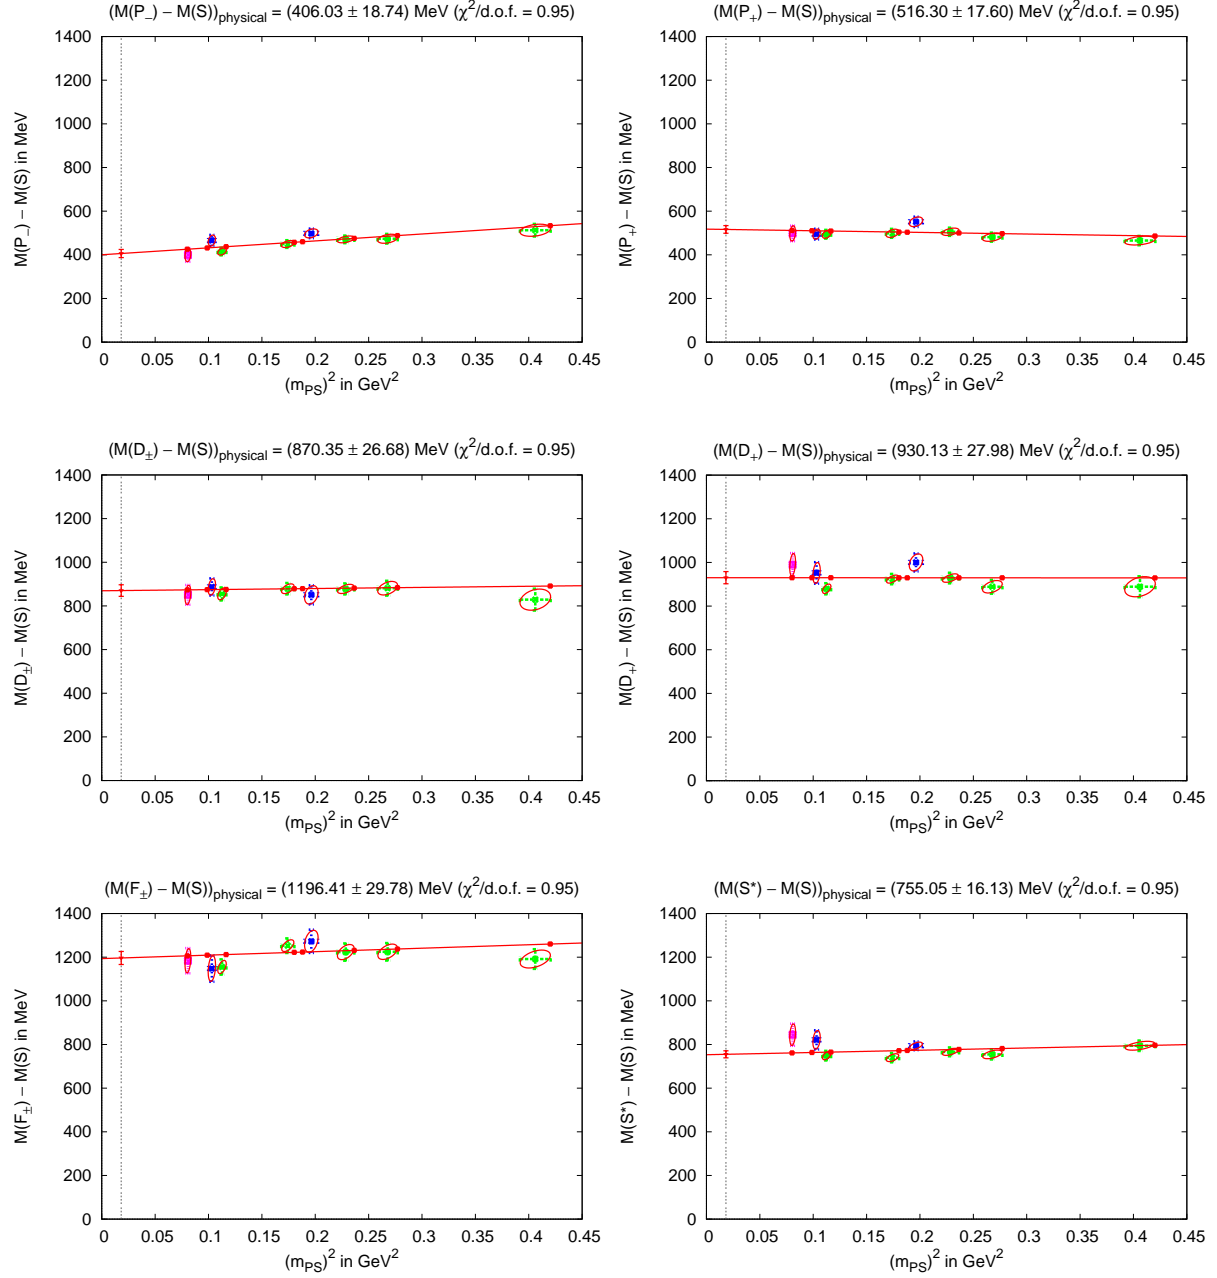 (M(P₋) − M(S))physical = (406.03 ± 18.74) MeV (χ²/d.o.f. = 0.95)
1400
1200
1000
800
600
400
200
0
M(P₋) − M(S) in MeV
0 0.05 0.1 0.15 0.2 0.25 0.3 0.35 0.4 0.45
(mPS)² in GeV²
(M(P₊) − M(S))physical = (516.30 ± 17.60) MeV (χ²/d.o.f. = 0.95)
1400
1200
1000
800
600
400
200
0
M(P₊) − M(S) in MeV
0 0.05 0.1 0.15 0.2 0.25 0.3 0.35 0.4 0.45
(mPS)² in GeV²
(M(D±) − M(S))physical = (870.35 ± 26.68) MeV (χ²/d.o.f. = 0.95)
1400
1200
1000
800
600
400
200
0
M(D±) − M(S) in MeV
0 0.05 0.1 0.15 0.2 0.25 0.3 0.35 0.4 0.45
(mPS)² in GeV²
(M(D₊) − M(S))physical = (930.13 ± 27.98) MeV (χ²/d.o.f. = 0.95)
1400
1200
1000
800
600
400
200
0
M(D₊) − M(S) in MeV
0 0.05 0.1 0.15 0.2 0.25 0.3 0.35 0.4 0.45
(mPS)² in GeV²
(M(F±) − M(S))physical = (1196.41 ± 29.78) MeV (χ²/d.o.f. = 0.95)
1400
1200
1000
800
600
400
200
0
M(F±) − M(S) in MeV
0 0.05 0.1 0.15 0.2 0.25 0.3 0.35 0.4 0.45
(mPS)² in GeV²
(M(S*) − M(S))physical = (755.05 ± 16.13) MeV (χ²/d.o.f. = 0.95)
1400
1200
1000
800
600
400
200
0
M(S*) − M(S) in MeV
0 0.05 0.1 0.15 0.2 0.25 0.3 0.35 0.4 0.45
(mPS)² in GeV²